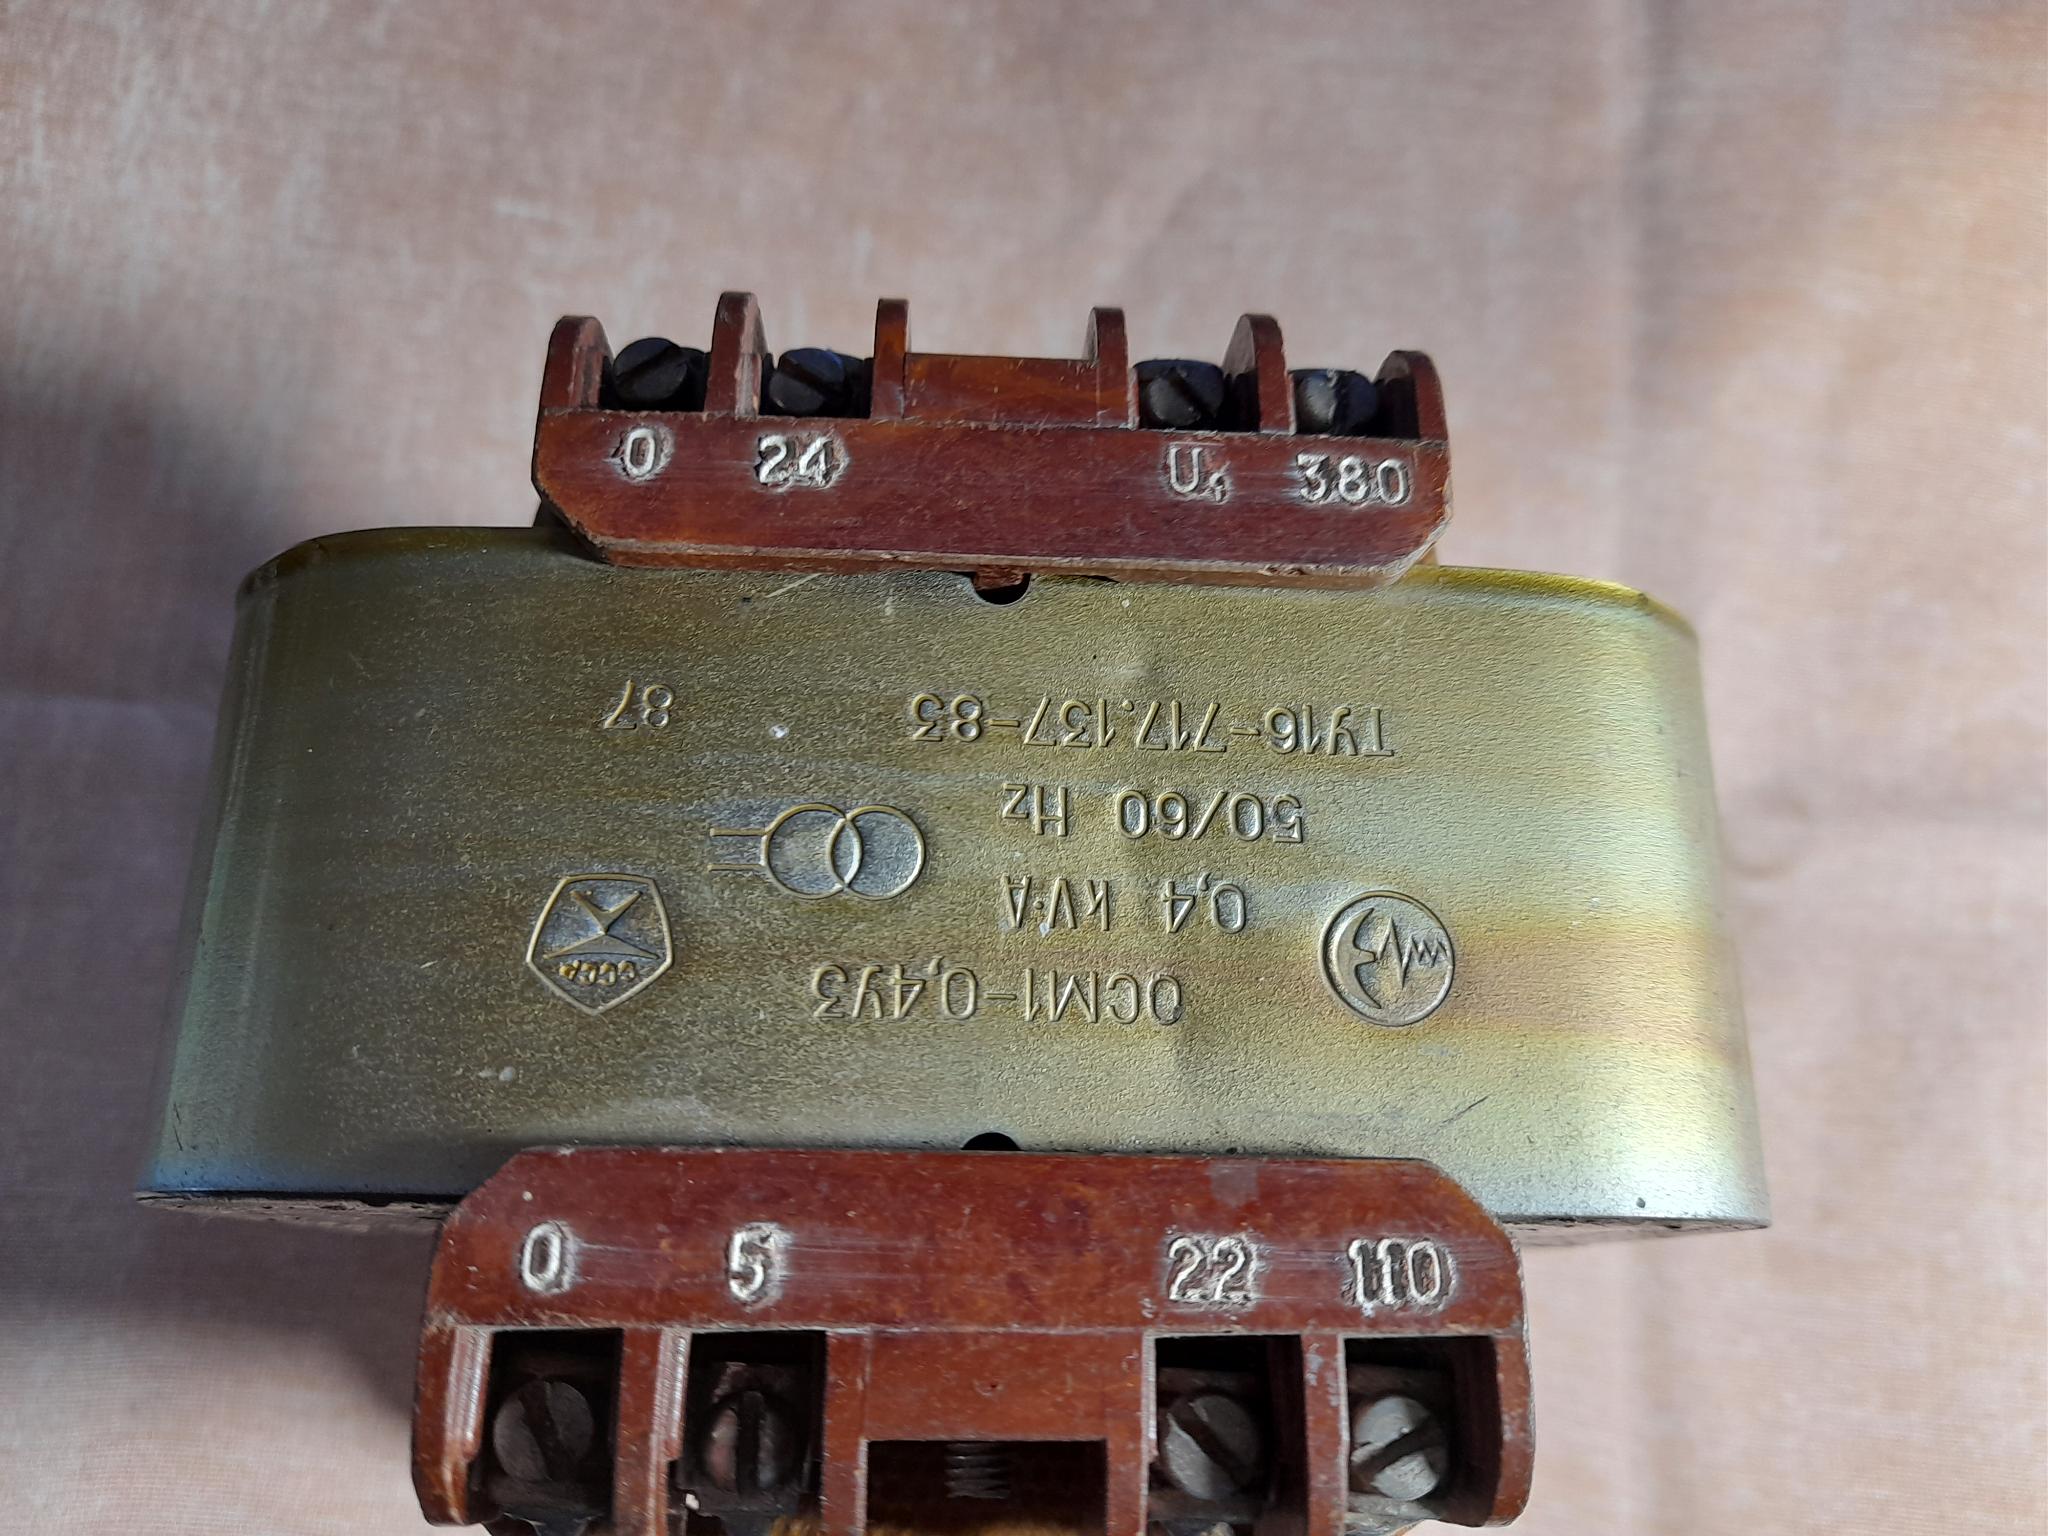 0 24 U₁ 380
ОСМ1-0,4У3
СССР
0,4 kV·A
50/60 Hz
ТУ16-717.137-83 87
0 5 22 110